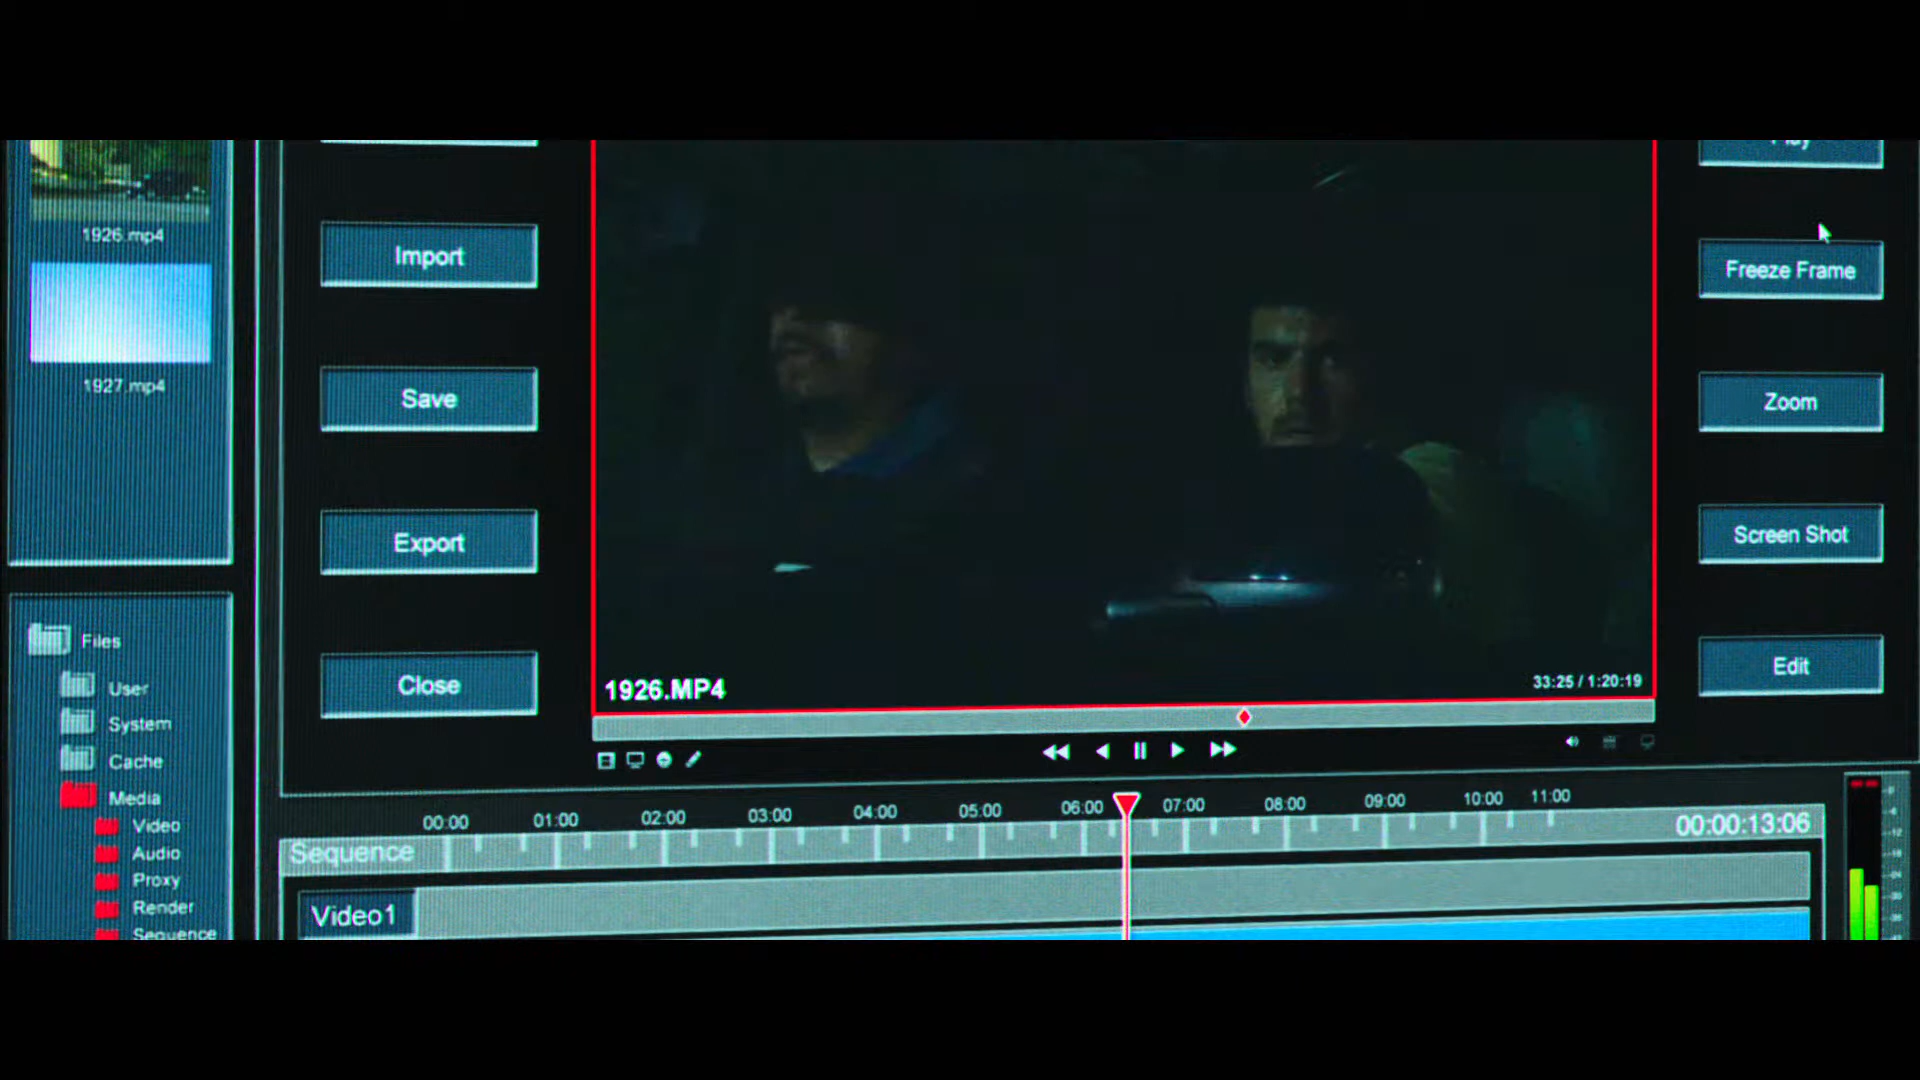 1926.mp4
1927.mp4
Files
User
System
Cache
Media
Video
Audio
Proxy
Render
Sequence
Import
Save
Export
Close
1926.MP4
33:25 / 1:20:19
Play
Freeze Frame
Zoom
Screen Shot
Edit
00:00 01:00 02:00 03:00 04:00 05:00 06:00 07:00 08:00 09:00 10:00 11:00
Sequence
00:00:13:06
Video1